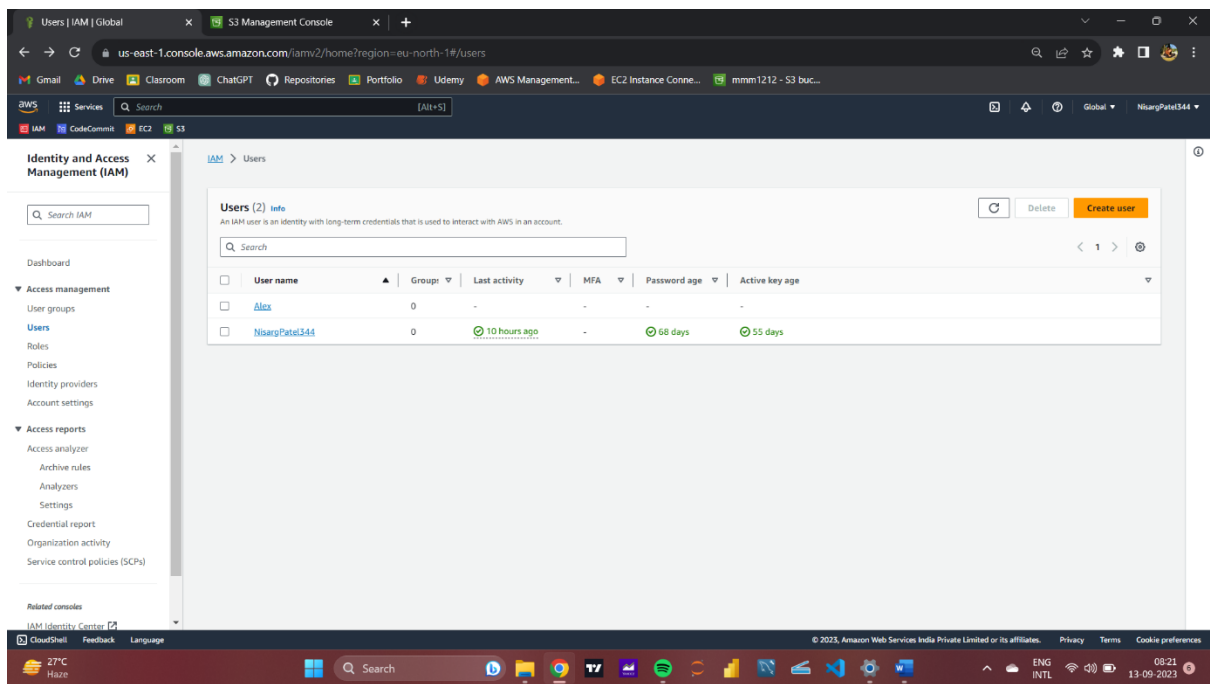 Users | IAM | Global
S3 Management Console
us-east-1.console.aws.amazon.com/iamv2/home?region=eu-north-1#/users
Gmail Drive Clasroom ChatGPT Repositories Portfolio Udemy AWS Management... EC2 Instance Conne... mmm1212 - S3 buc...
aws Services Search [Alt+S] Global NisargPatel344
IAM CodeCommit EC2 S3
Identity and Access Management (IAM)
Search IAM
Dashboard
Access management
User groups
Users
Roles
Policies
Identity providers
Account settings
Access reports
Access analyzer
Archive rules
Analyzers
Settings
Credential report
Organization activity
Service control policies (SCPs)
Related consoles
IAM Identity Center
IAM > Users
Users (2) Info
An IAM user is an identity with long-term credentials that is used to interact with AWS in an account.
Delete Create user
Search
1
User name Groups Last activity MFA Password age Active key age
Alex 0 - - - -
NisargPatel344 0 10 hours ago - 68 days 55 days
CloudShell Feedback Language © 2023, Amazon Web Services India Private Limited or its affiliates. Privacy Terms Cookie preferences
27°C
Haze
Search
ENG
INTL
08:21
13-09-2023